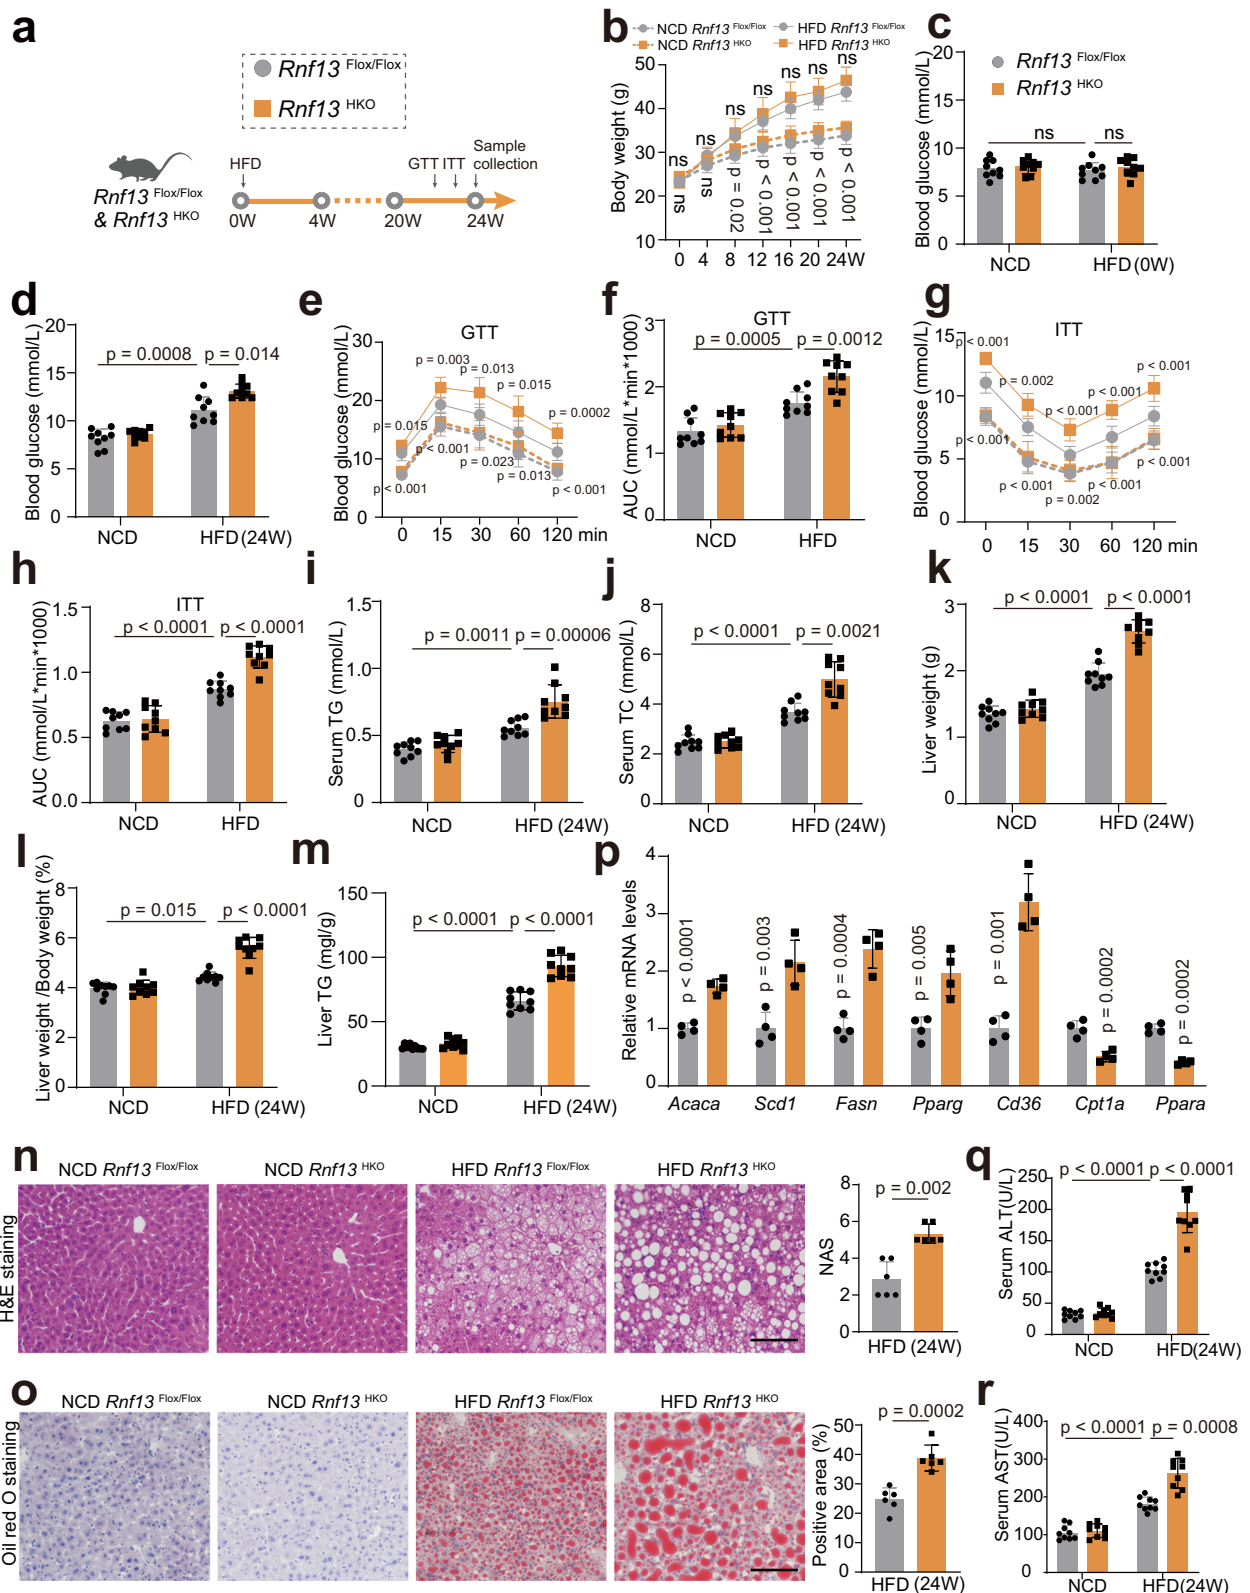 a
Rnf13 Flox/Flox
Rnf13 HKO
Rnf13 Flox/Flox
& Rnf13 HKO
HFD
GTT ITT
Sample
collection
0W 4W 20W 24W
b
NCD Rnf13 Flox/Flox HFD Rnf13 Flox/Flox
NCD Rnf13 HKO HFD Rnf13 HKO
Body weight (g)
50
40
30
20
10
ns ns ns ns ns ns ns
ns ns p = 0.02 p < 0.001 p < 0.001 p < 0.001 p < 0.001
0 4 8 12 16 20 24W
c
Blood glucose (mmol/L)
Rnf13 Flox/Flox
Rnf13 HKO
20
15
10
5
0
ns ns
NCD HFD (0W)
d
Blood glucose (mmol/L)
20
15
10
5
0
p = 0.0008 p = 0.014
NCD HFD (24W)
e
GTT
Blood glucose (mmol/L)
30
20
10
0
p = 0.003
p = 0.013
p = 0.015
p = 0.0002
p = 0.015
p < 0.001
p = 0.023
p = 0.013
p < 0.001
p < 0.001
0 15 30 60 120 min
f
GTT
AUC (mmol/L*min*1000)
3
2
1
0
p = 0.0005 p = 0.0012
NCD HFD
g
ITT
Blood glucose (mmol/L)
15
10
5
0
p < 0.001
p = 0.002
p < 0.001
p < 0.001
p < 0.001
p < 0.001
p < 0.001
p = 0.002
p < 0.001
p < 0.001
0 15 30 60 120 min
h
ITT
AUC (mmol/L*min*1000)
1.5
1.0
0.5
0.0
p < 0.0001 p < 0.0001
NCD HFD
i
Serum TG (mmol/L)
1.5
1
0.5
0
p = 0.0011 p = 0.00006
NCD HFD (24W)
j
Serum TC (mmol/L)
8
6
4
2
0
p < 0.0001 p = 0.0021
NCD HFD (24W)
k
Liver weight (g)
3
2
1
0
p < 0.0001 p < 0.0001
NCD HFD (24W)
l
Liver weight /Body weight (%)
8
6
4
2
0
p = 0.015 p < 0.0001
NCD HFD (24W)
m
Liver TG (mgl/g)
150
100
50
0
p < 0.0001 p < 0.0001
NCD HFD (24W)
p
Relative mRNA levels
4
3
2
1
0
p < 0.0001 p = 0.003 p = 0.0004 p = 0.005 p = 0.001 p = 0.0002 p = 0.0002
Acaca Scd1 Fasn Pparg Cd36 Cpt1a Ppara
n
NCD Rnf13 Flox/Flox NCD Rnf13 HKO HFD Rnf13 Flox/Flox HFD Rnf13 HKO
H&E staining
NAS
8
6
4
2
0
p = 0.002
HFD (24W)
q
Serum ALT(U/L)
p < 0.0001 p < 0.0001
250
200
150
100
50
0
NCD HFD(24W)
o
NCD Rnf13 Flox/Flox NCD Rnf13 HKO HFD Rnf13 Flox/Flox HFD Rnf13 HKO
Oil red O staining
Positive area (%)
50
40
30
20
10
0
p = 0.0002
HFD (24W)
r
Serum AST(U/L)
400
300
200
100
0
p < 0.0001 p = 0.0008
NCD HFD(24W)